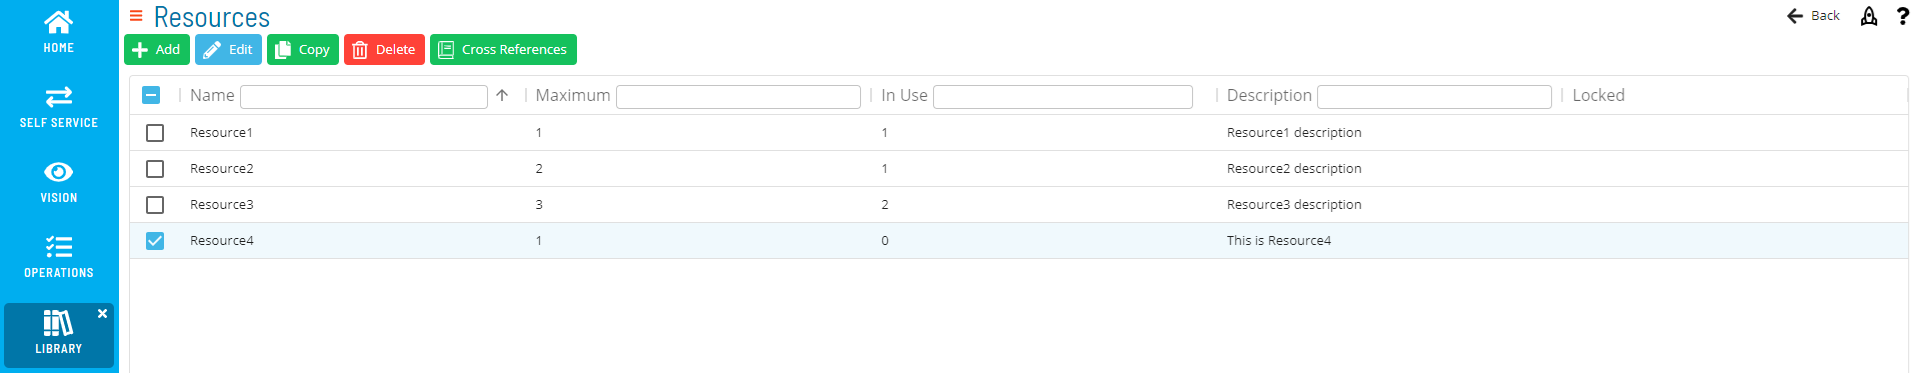 Resources
Back
?
Add Edit Copy Delete Cross References
Name Maximum In Use Description Locked
Resource1 1 1 Resource1 description
Resource2 2 1 Resource2 description
Resource3 3 2 Resource3 description
Resource4 1 0 This is Resource4
HOME
SELF SERVICE
VISION
OPERATIONS
LIBRARY